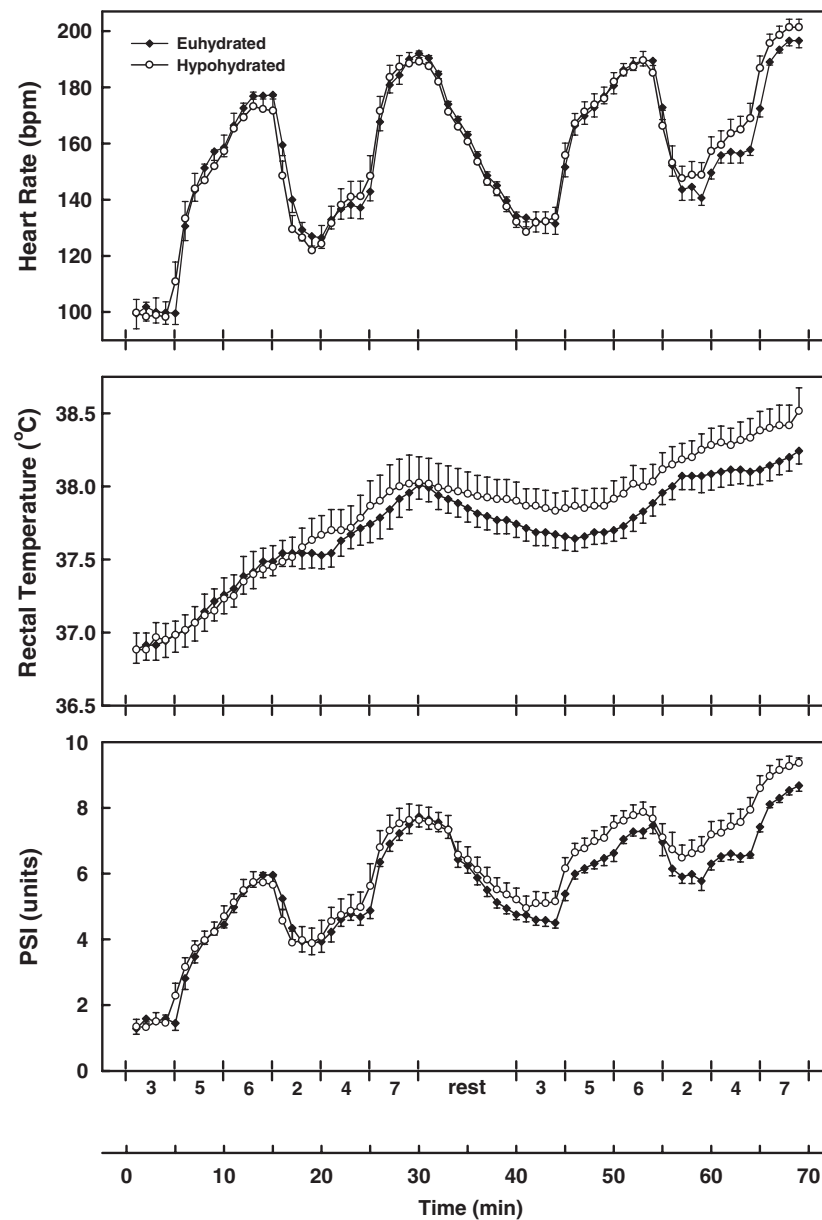 Euhydrated
Hypohydrated
Heart Rate (bpm)
200
180
160
140
120
100
Rectal Temperature (°C)
38.5
38.0
37.5
37.0
36.5
PSI (units)
10
8
6
4
2
0
3 5 6 2 4 7 rest 3 5 6 2 4 7
0 10 20 30 40 50 60 70
Time (min)